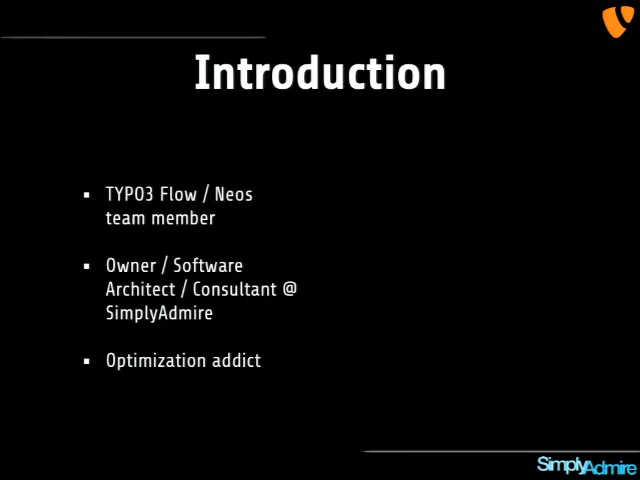 Introduction
▪ TYPO3 Flow / Neos
team member
▪ Owner / Software
Architect / Consultant @
SimplyAdmire
▪ Optimization addict
SimplyAdmire